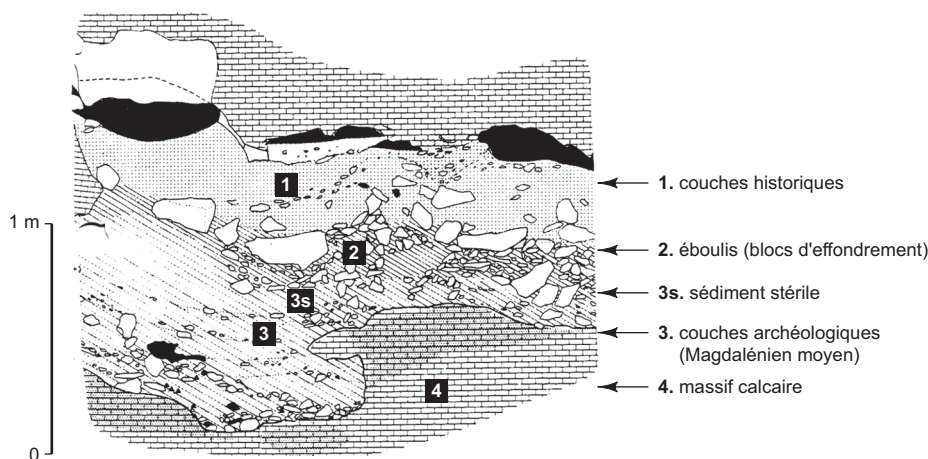 1
1. couches historiques
1 m
2
2. éboulis (blocs d'effondrement)
3s
3s. sédiment stérile
3
3. couches archéologiques
(Magdalénien moyen)
4
4. massif calcaire
0